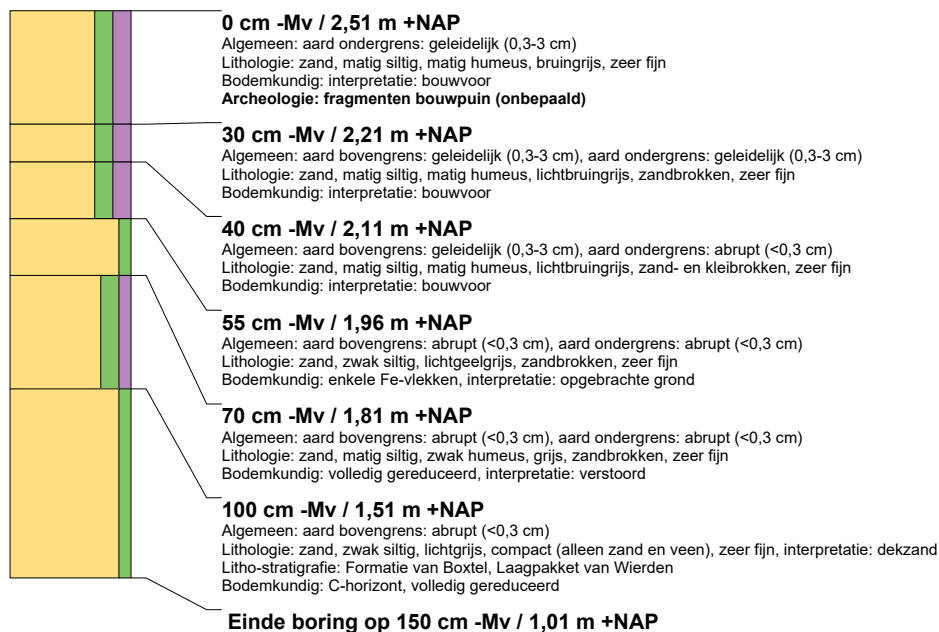 0 cm -Mv / 2,51 m +NAP
Algemeen: aard ondergrens: geleidelijk (0,3-3 cm)
Lithologie: zand, matig siltig, matig humeus, bruingrijs, zeer fijn
Bodemkundig: interpretatie: bouwvoor
Archeologie: fragmenten bouwpuin (onbepaald)
30 cm -Mv / 2,21 m +NAP
Algemeen: aard bovengrens: geleidelijk (0,3-3 cm), aard ondergrens: geleidelijk (0,3-3 cm)
Lithologie: zand, matig siltig, matig humeus, lichtbruingrijs, zandbrokken, zeer fijn
Bodemkundig: interpretatie: bouwvoor
40 cm -Mv / 2,11 m +NAP
Algemeen: aard bovengrens: geleidelijk (0,3-3 cm), aard ondergrens: abrupt (<0,3 cm)
Lithologie: zand, matig siltig, matig humeus, lichtbruingrijs, zand- en kleibrokken, zeer fijn
Bodemkundig: interpretatie: bouwvoor
55 cm -Mv / 1,96 m +NAP
Algemeen: aard bovengrens: abrupt (<0,3 cm), aard ondergrens: abrupt (<0,3 cm)
Lithologie: zand, zwak siltig, lichtgeelgrijs, zandbrokken, zeer fijn
Bodemkundig: enkele Fe-vlekken, interpretatie: opgebrachte grond
70 cm -Mv / 1,81 m +NAP
Algemeen: aard bovengrens: abrupt (<0,3 cm), aard ondergrens: abrupt (<0,3 cm)
Lithologie: zand, matig siltig, zwak humeus, grijs, zandbrokken, zeer fijn
Bodemkundig: volledig gereduceerd, interpretatie: verstoord
100 cm -Mv / 1,51 m +NAP
Algemeen: aard bovengrens: abrupt (<0,3 cm)
Lithologie: zand, zwak siltig, lichtgrijs, compact (alleen zand en veen), zeer fijn, interpretatie: dekzand
Litho-stratigrafie: Formatie van Boxtel, Laagpakket van Wierden
Bodemkundig: C-horizont, volledig gereduceerd
Einde boring op 150 cm -Mv / 1,01 m +NAP